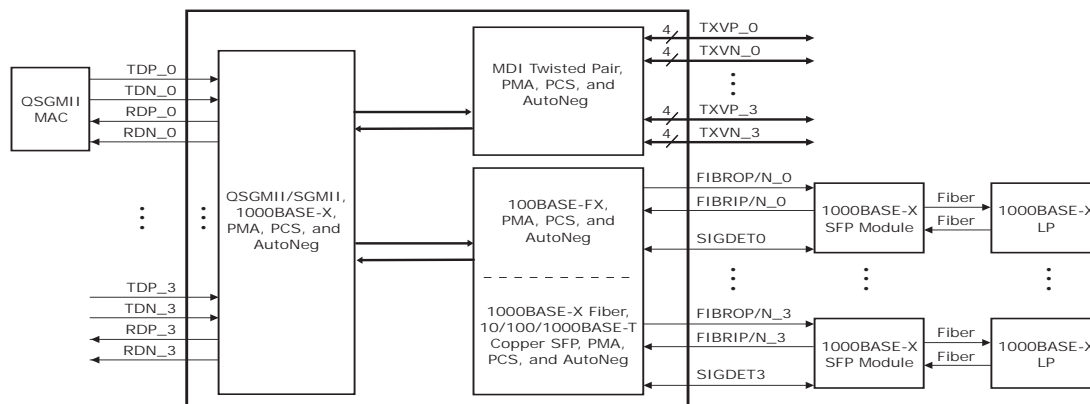 QSGMII
MAC
TDP_0
TDN_0
RDP_0
RDN_0
TDP_3
TDN_3
RDP_3
RDN_3
QSGMII/SGMII,
1000BASE-X,
PMA, PCS, and
AutoNeg
MDI Twisted Pair,
PMA, PCS, and
AutoNeg
4 TXVP_0
4 TXVN_0
4 TXVP_3
4 TXVN_3
100BASE-FX,
PMA, PCS, and
AutoNeg
1000BASE-X Fiber,
10/100/1000BASE-T
Copper SFP, PMA,
PCS, and AutoNeg
FIBROP/N_0
FIBRIP/N_0
SIGDET0
1000BASE-X
SFP Module
Fiber
Fiber
1000BASE-X
LP
FIBROP/N_3
FIBRIP/N_3
SIGDET3
1000BASE-X
SFP Module
Fiber
Fiber
1000BASE-X
LP